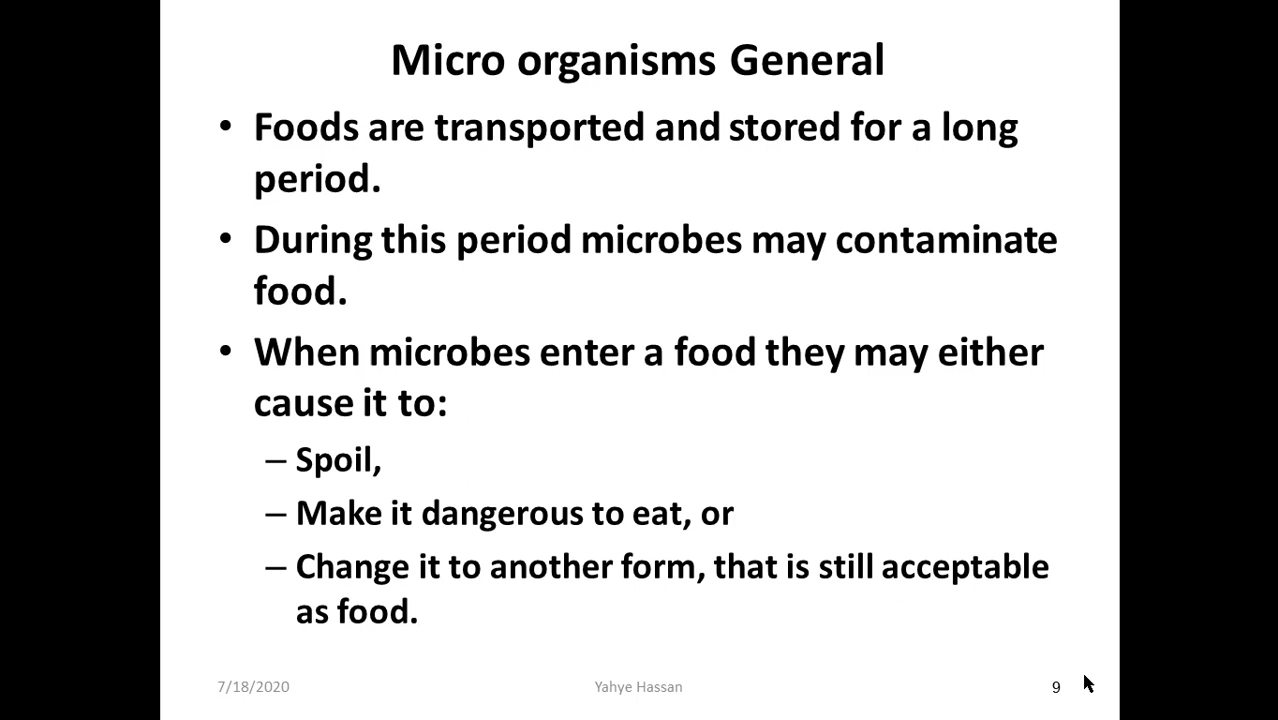 Micro organisms General
• Foods are transported and stored for a long
period.
• During this period microbes may contaminate
food.
• When microbes enter a food they may either
cause it to:
– Spoil,
– Make it dangerous to eat, or
– Change it to another form, that is still acceptable
as food.
7/18/2020 Yahye Hassan 9